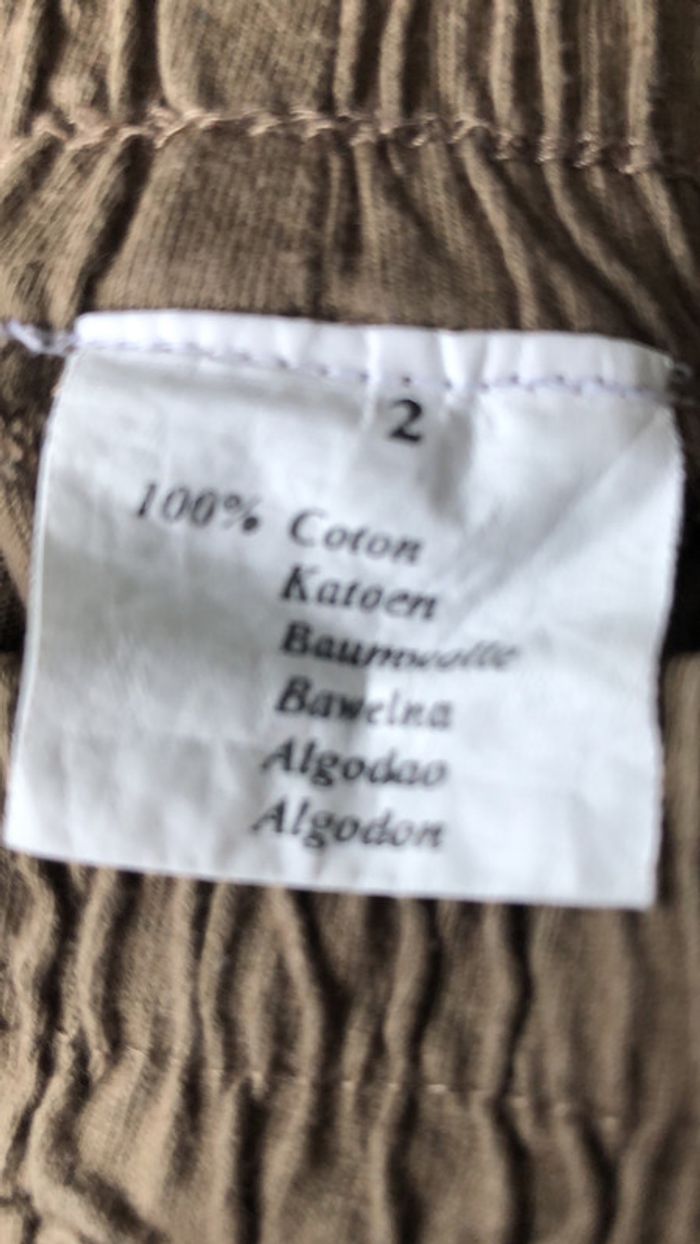 2
100% Coton
Katoen
Baumwolle
Bawelna
Algodao
Algodon